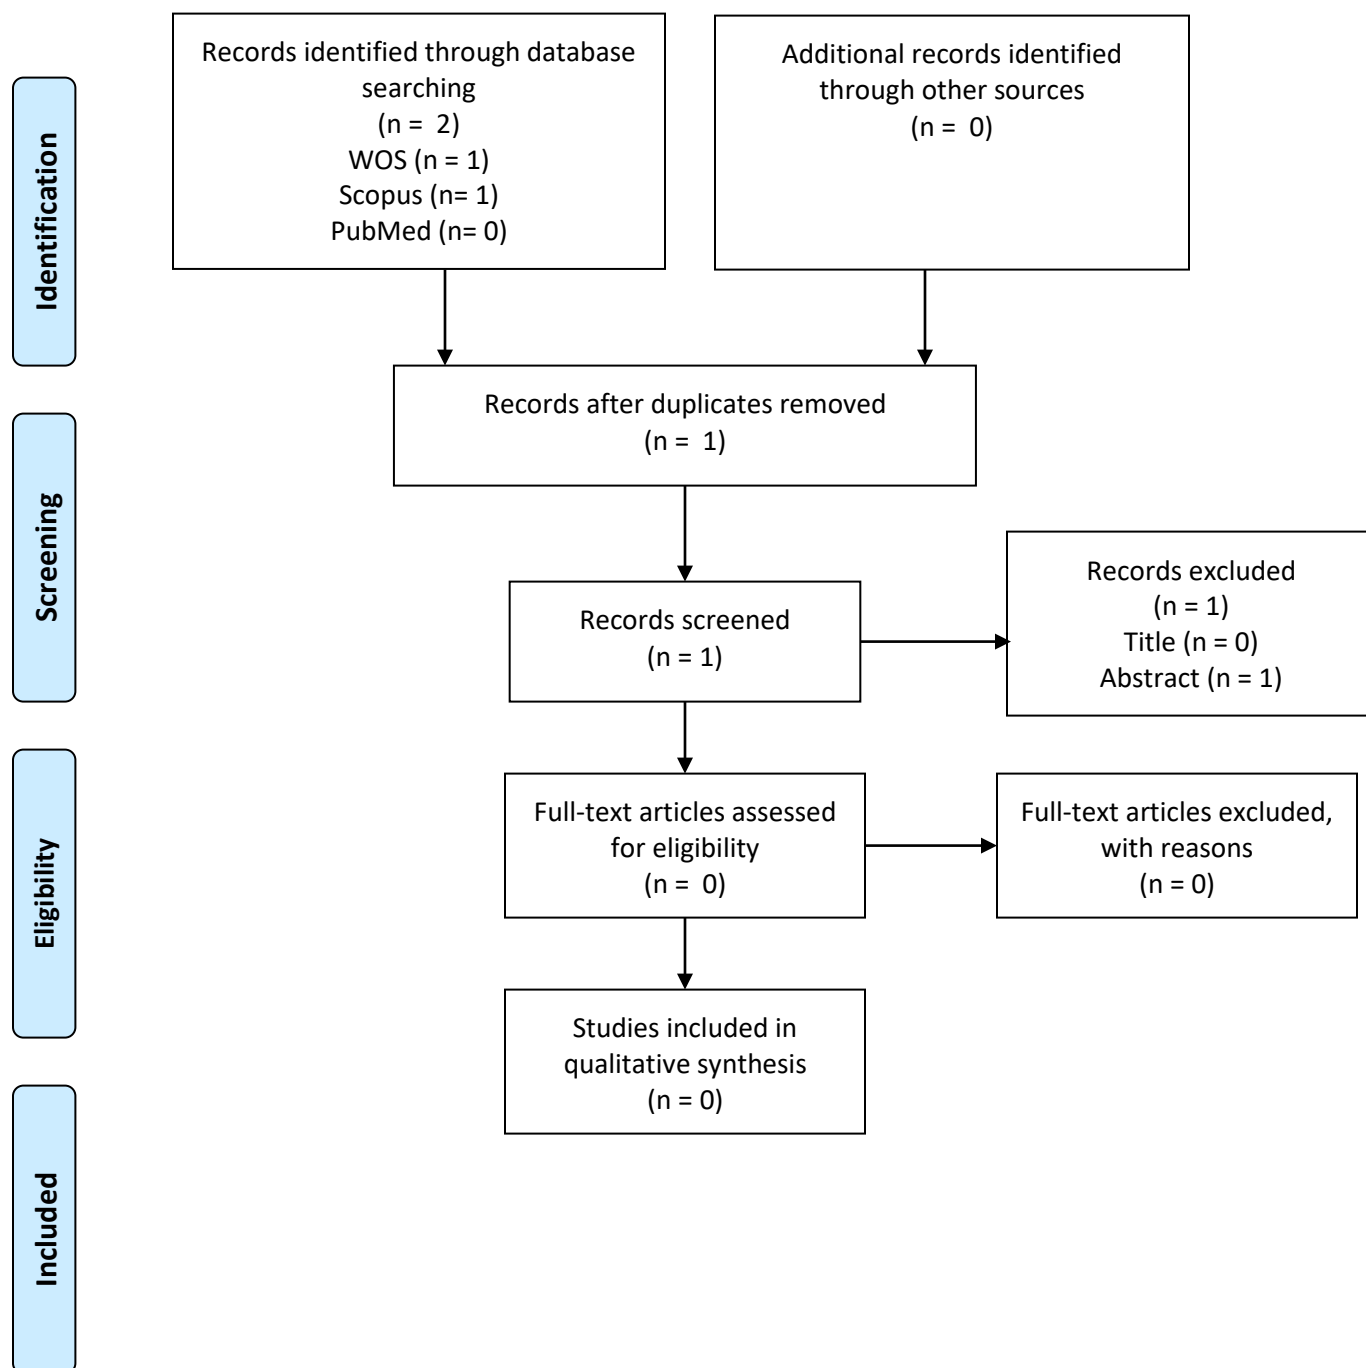 Records identified through database
searching
(n =  2)
WOS (n = 1)
Scopus (n= 1)
PubMed (n= 0)
Additional records identified
through other sources
(n =  0)
Identification
Records after duplicates removed
(n =  1)
Screening
Records screened
(n = 1)
Records excluded
(n = 1)
Title (n = 0)
Abstract (n = 1)
Eligibility
Full-text articles assessed
for eligibility
(n =  0)
Full-text articles excluded,
with reasons
(n = 0)
Studies included in
qualitative synthesis
(n = 0)
Included